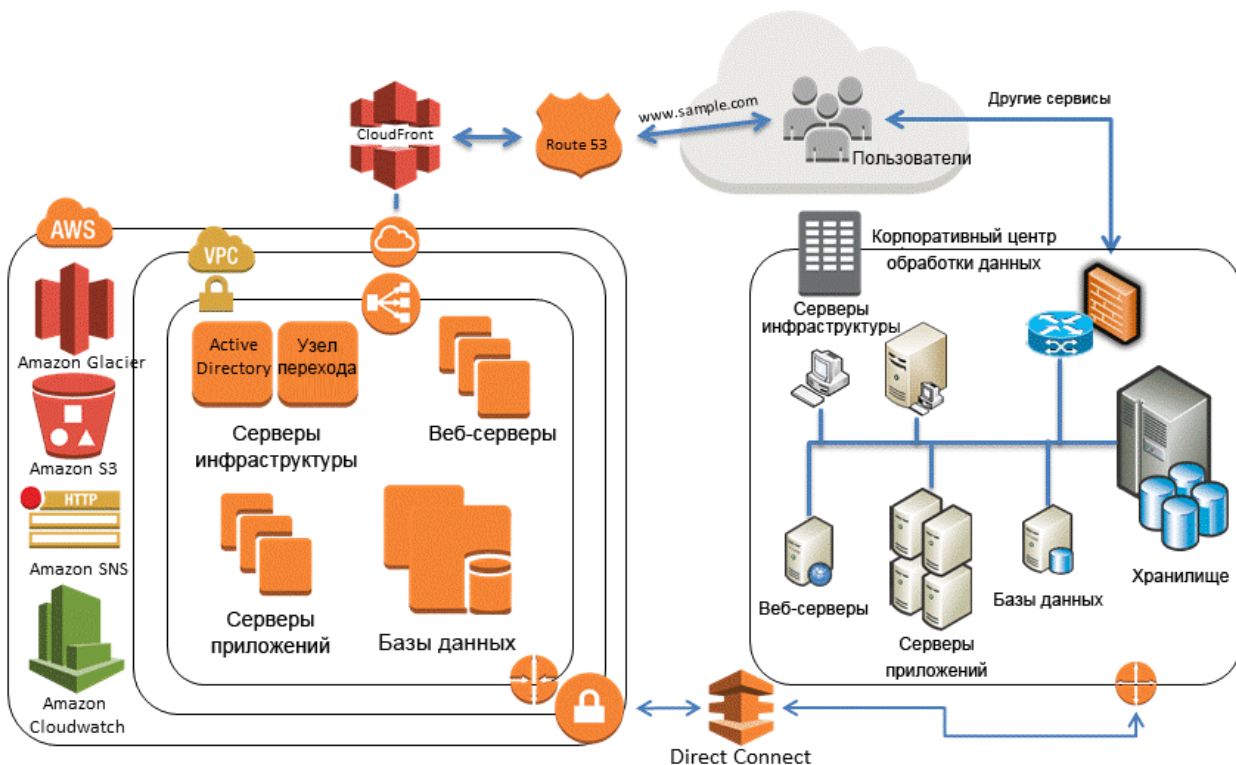 www.sample.com
Другие сервисы
CloudFront
Route 53
Пользователи
AWS
VPC
Корпоративный центр
обработки данных
Серверы
инфраструктуры
Amazon Glacier
Active
Directory
Узел
перехода
Amazon S3
Серверы
инфраструктуры
Веб-серверы
HTTP
Amazon SNS
Веб-серверы
Серверы
приложений
Базы данных
Хранилище
Серверы
приложений
Базы данных
Amazon
Cloudwatch
Direct Connect